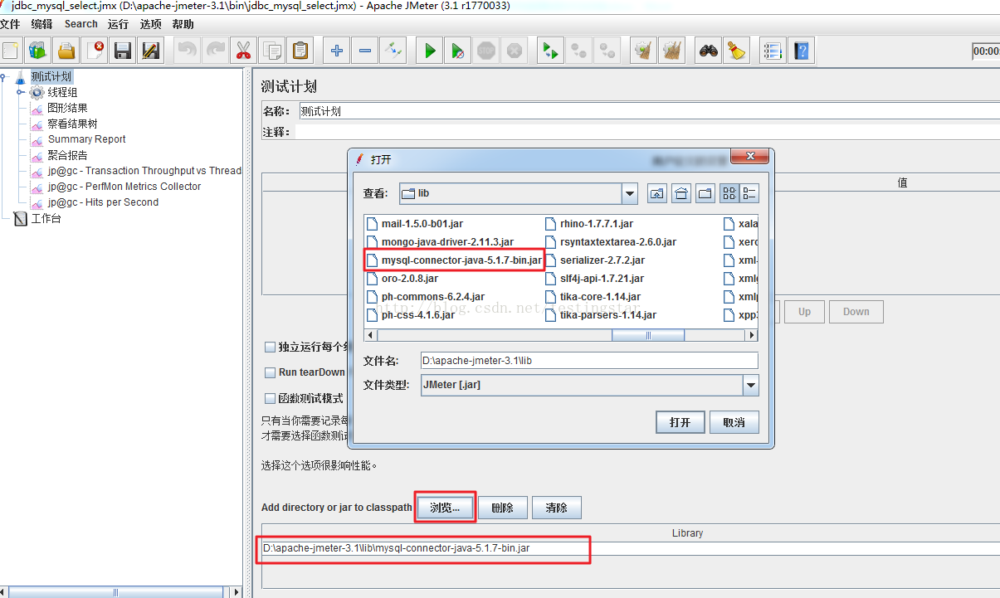 jdbc_mysql_select.jmx (D:\apache-jmeter-3.1\bin\jdbc_mysql_select.jmx) - Apache JMeter (3.1 r1770033)
文件 编辑 Search 运行 选项 帮助
STOP
00:00:
测试计划
线程组
图形结果
察看结果树
Summary Report
聚合报告
jp@gc - Transaction Throughput vs Thread
jp@gc - PerfMon Metrics Collector
jp@gc - Hits per Second
工作台
测试计划
名称： 测试计划
注释：
值
打开
查看: lib
mail-1.5.0-b01.jar rhino-1.7.7.1.jar xala
mongo-java-driver-2.11.3.jar rsyntaxtextarea-2.6.0.jar xerc
mysql-connector-java-5.1.7-bin.jar serializer-2.7.2.jar xml-
oro-2.0.8.jar slf4j-api-1.7.21.jar
ph-commons-6.2.4.jar tika-core-1.14.jar
http://blog.csdn.net/testingstar
ph-css-4.1.6.jar tika-parsers-1.14.jar xpp3
文件名: D:\apache-jmeter-3.1\lib
文件类型: JMeter [.jar]
打开 取消
Up Down
独立运行每个
Run tearDown
函数测试模式
只有当你需要记录每
才需要选择函数测试
选择这个选项很影响性能。
Add directory or jar to classpath 浏览... 删除 清除
Library
D:\apache-jmeter-3.1\lib\mysql-connector-java-5.1.7-bin.jar